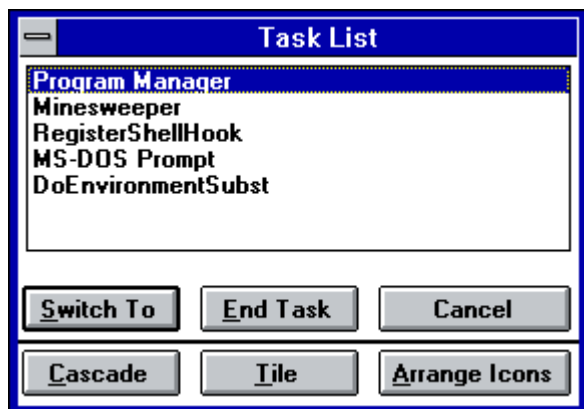 Task List
Program Manager
Minesweeper
RegisterShellHook
MS-DOS Prompt
DoEnvironmentSubst
Switch To End Task Cancel
Cascade Tile Arrange Icons